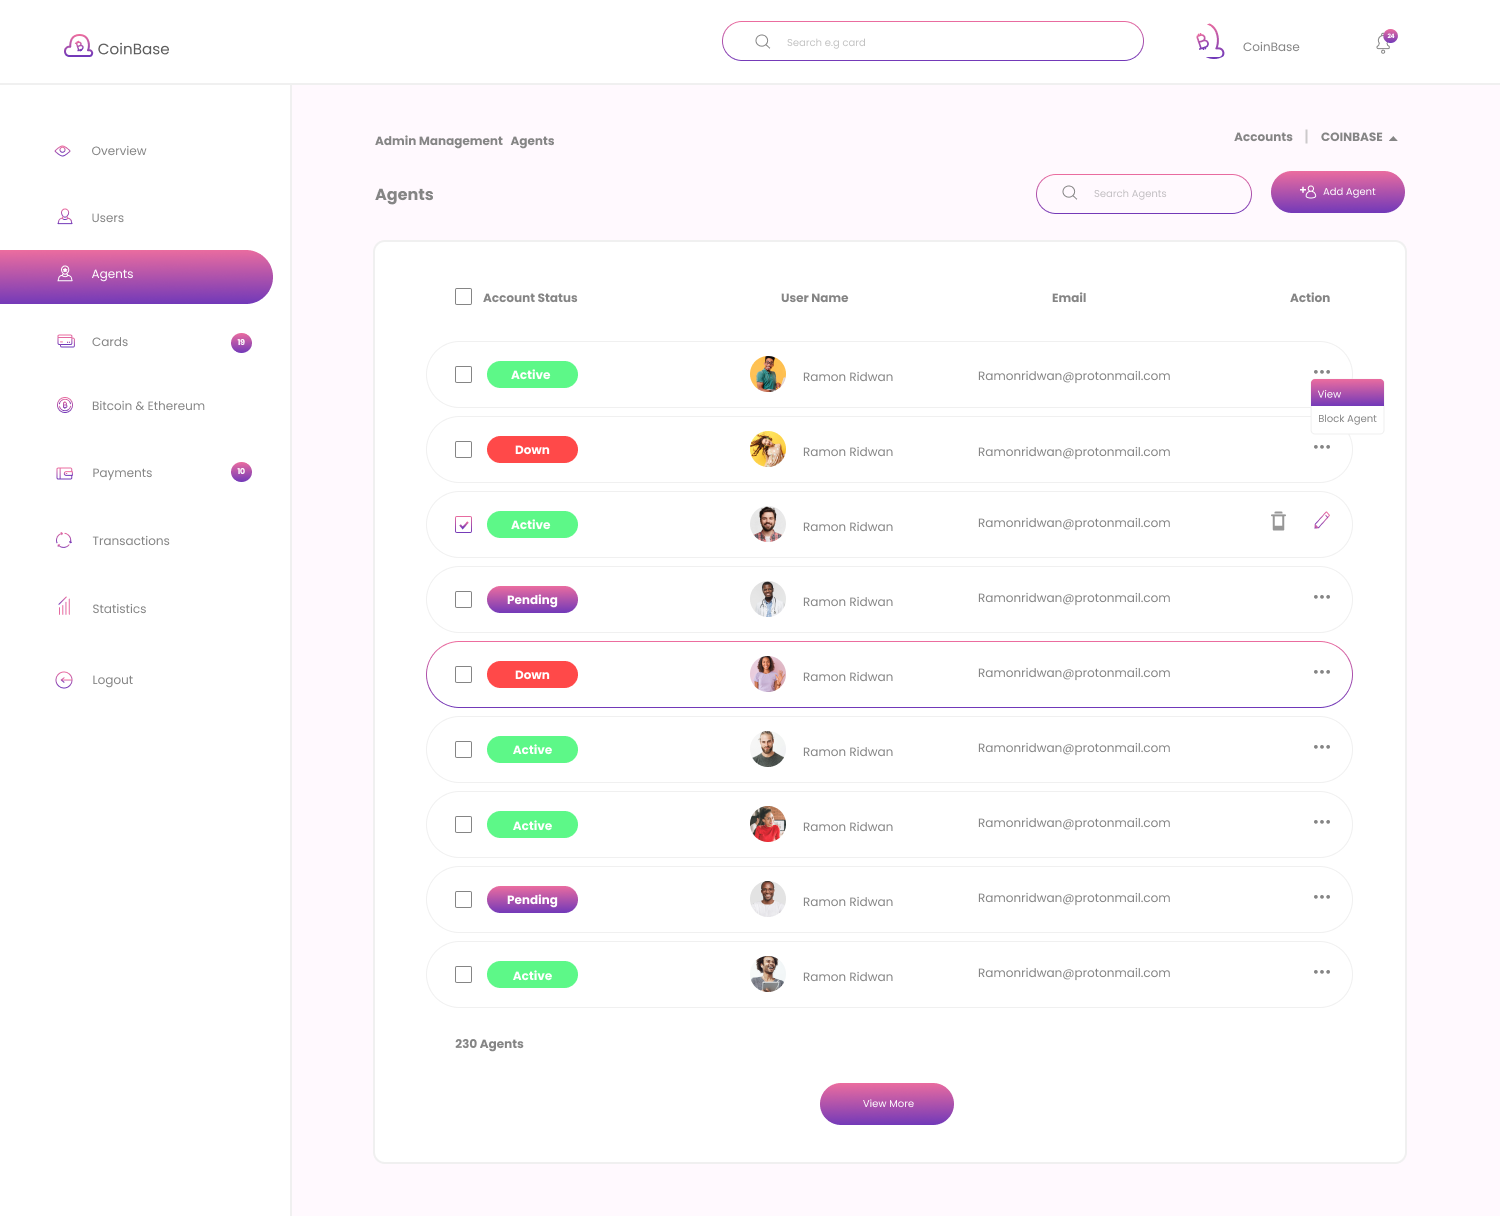 CoinBase
Search e.g card
CoinBase
24
Overview
Users
Agents
Cards
19
Bitcoin & Ethereum
Payments
10
Transactions
Statistics
Logout
Admin Management Agents
Accounts | COINBASE
Agents
Search Agents
Add Agent
Account Status User Name Email Action
Active Ramon Ridwan Ramonridwan@protonmail.com
View
Block Agent
Down Ramon Ridwan Ramonridwan@protonmail.com
Active Ramon Ridwan Ramonridwan@protonmail.com
Pending Ramon Ridwan Ramonridwan@protonmail.com
Down Ramon Ridwan Ramonridwan@protonmail.com
Active Ramon Ridwan Ramonridwan@protonmail.com
Active Ramon Ridwan Ramonridwan@protonmail.com
Pending Ramon Ridwan Ramonridwan@protonmail.com
Active Ramon Ridwan Ramonridwan@protonmail.com
230 Agents
View More